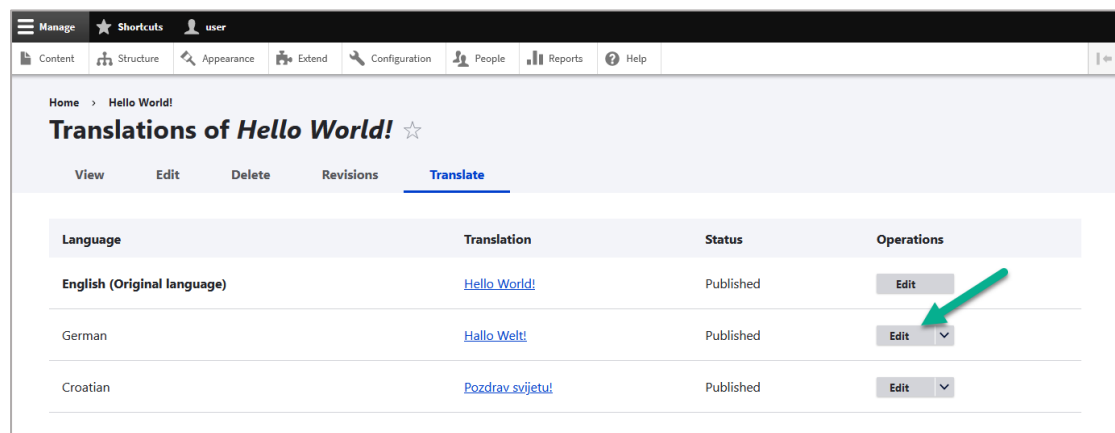 Manage Shortcuts user
Content Structure Appearance Extend Configuration People Reports Help
Home › Hello World!
Translations of Hello World!
View Edit Delete Revisions Translate
Language Translation Status Operations
English (Original language) Hello World! Published Edit
German Hallo Welt! Published Edit
Croatian Pozdrav svijetu! Published Edit